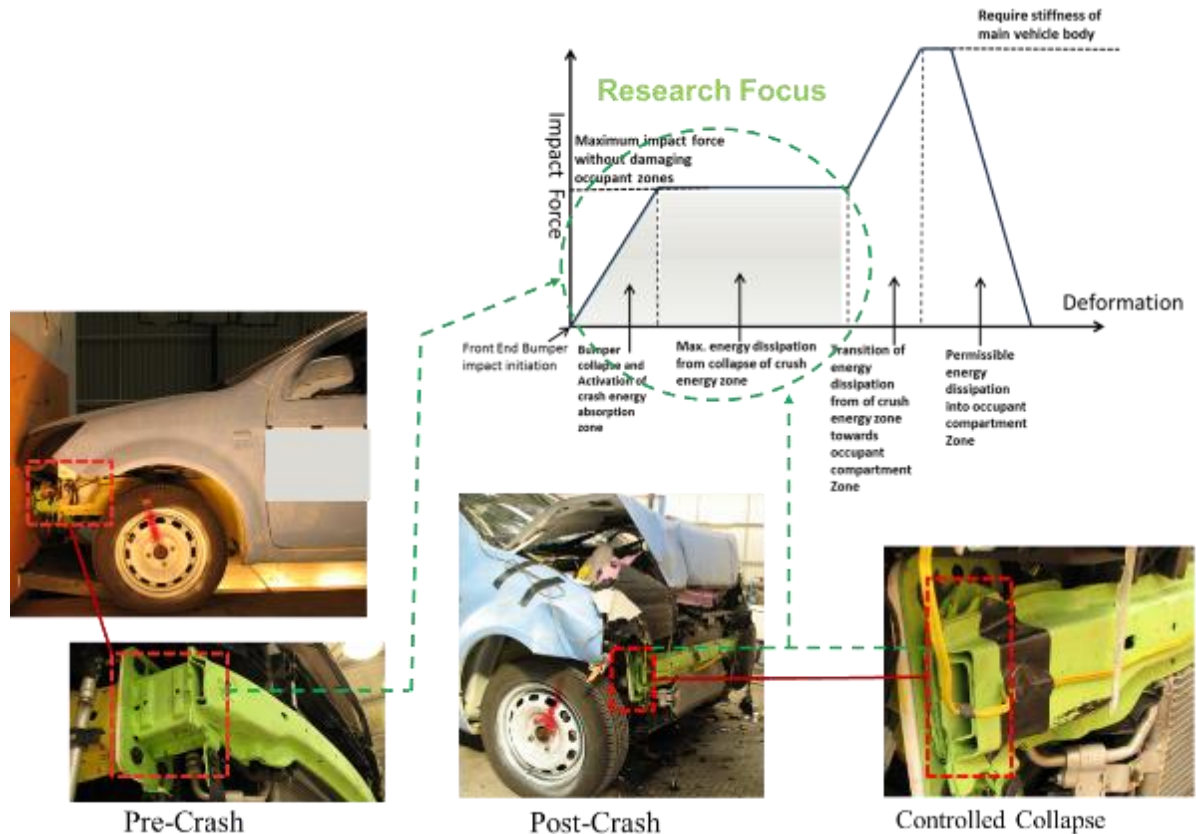 Require stiffness of
main vehicle body
Research Focus
Impact Force
Maximum impact force
without damaging
occupant zones
Deformation
Front End Bumper
impact initiation
Bumper
collapse and
Activation of
crash energy
absorption
zone
Max. energy dissipation
from collapse of crush
energy zone
Transition of
energy
dissipation
from of crush
energy zone
towards
occupant
compartment
Zone
Permissible
energy
dissipation
into occupant
compartment
Zone
Pre-Crash
Post-Crash
Controlled Collapse